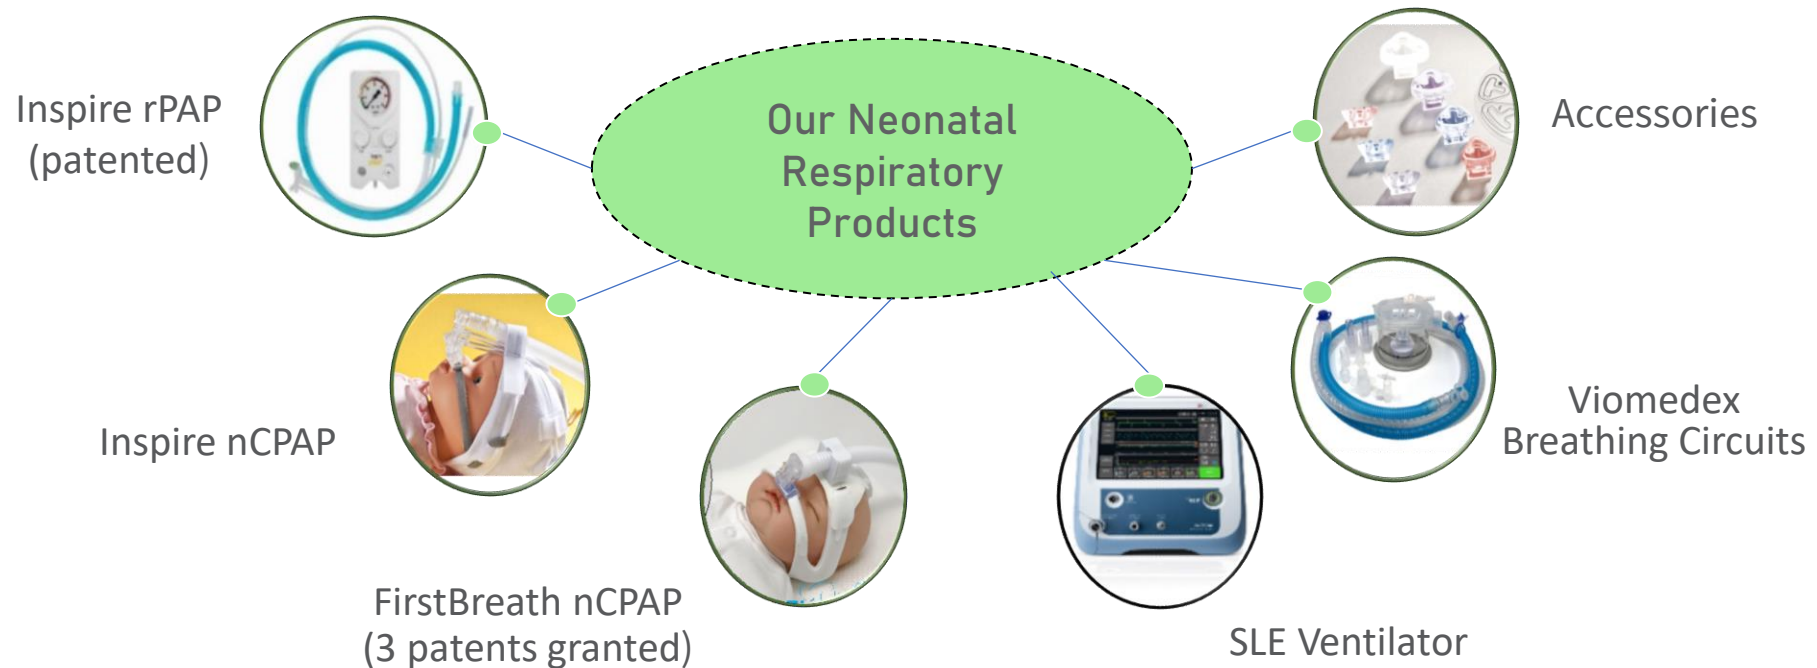 Our Neonatal
Respiratory
Products
Inspire rPAP
(patented)
Inspire nCPAP
FirstBreath nCPAP
(3 patents granted)
SLE Ventilator
Viomedex
Breathing Circuits
Accessories